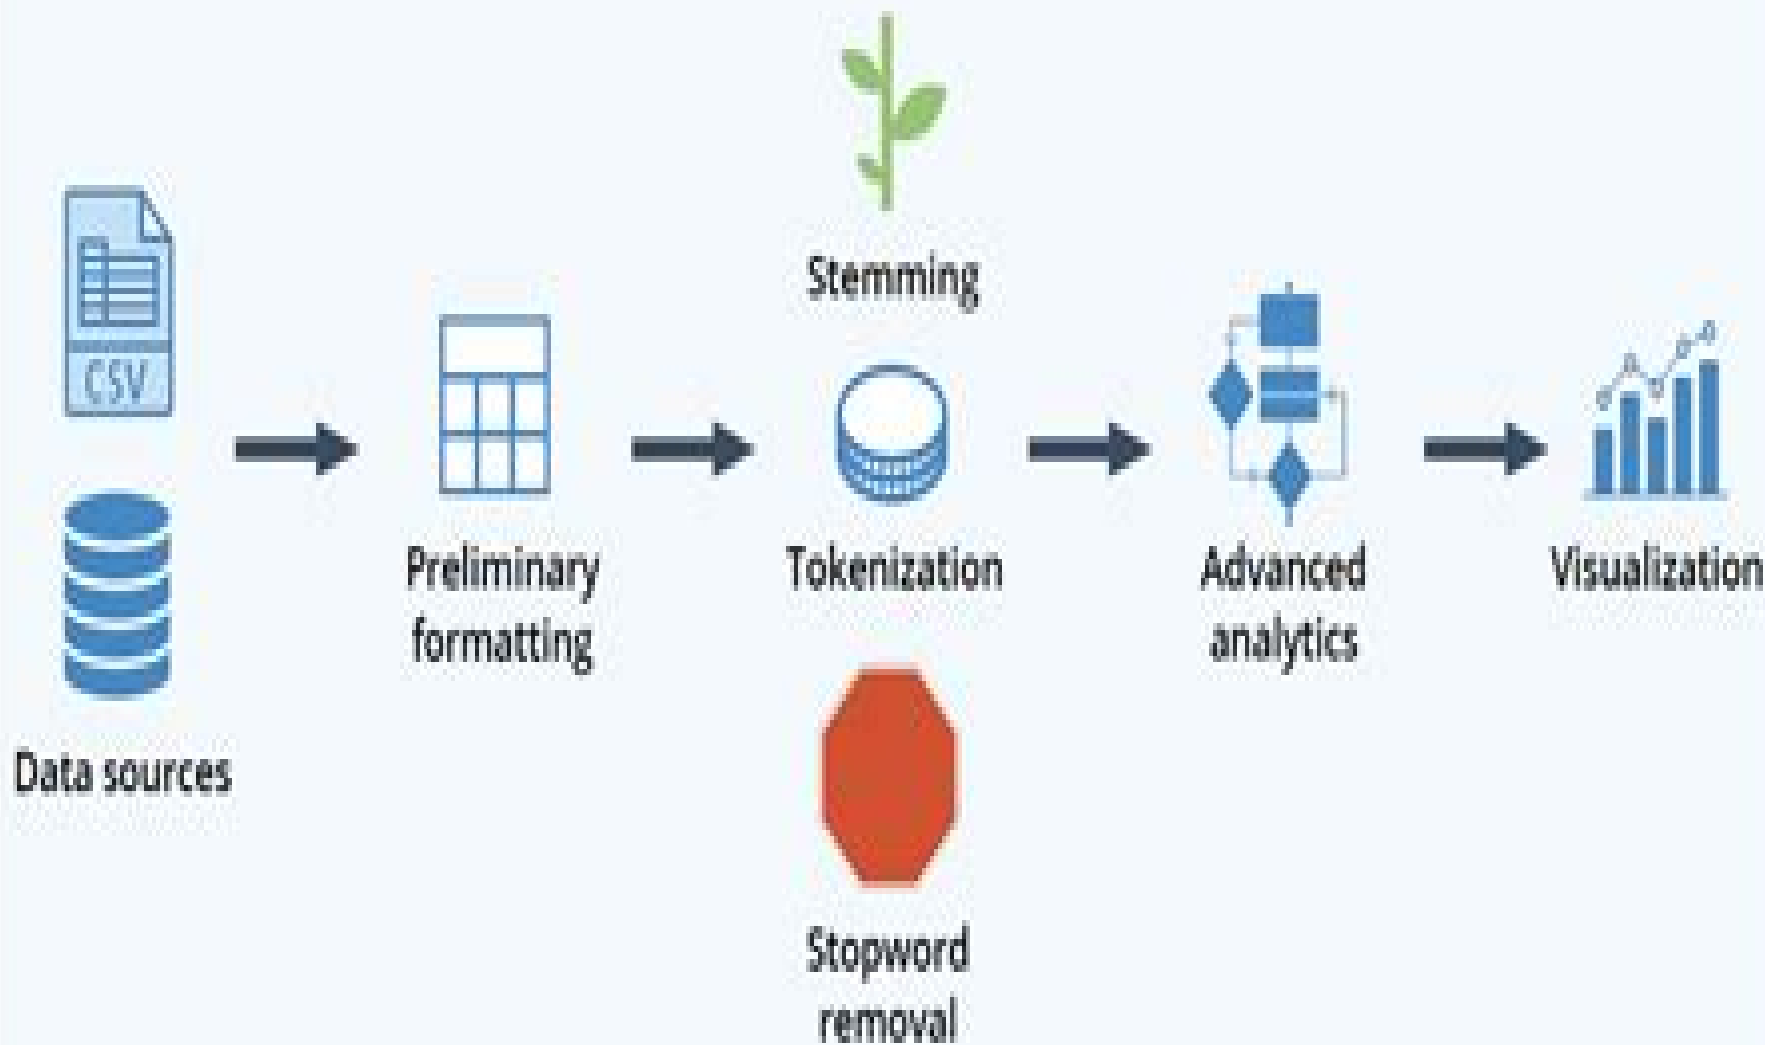 CSV
Data sources
Preliminary
formatting
Stemming
Tokenization
Stopword
removal
Advanced
analytics
Visualization